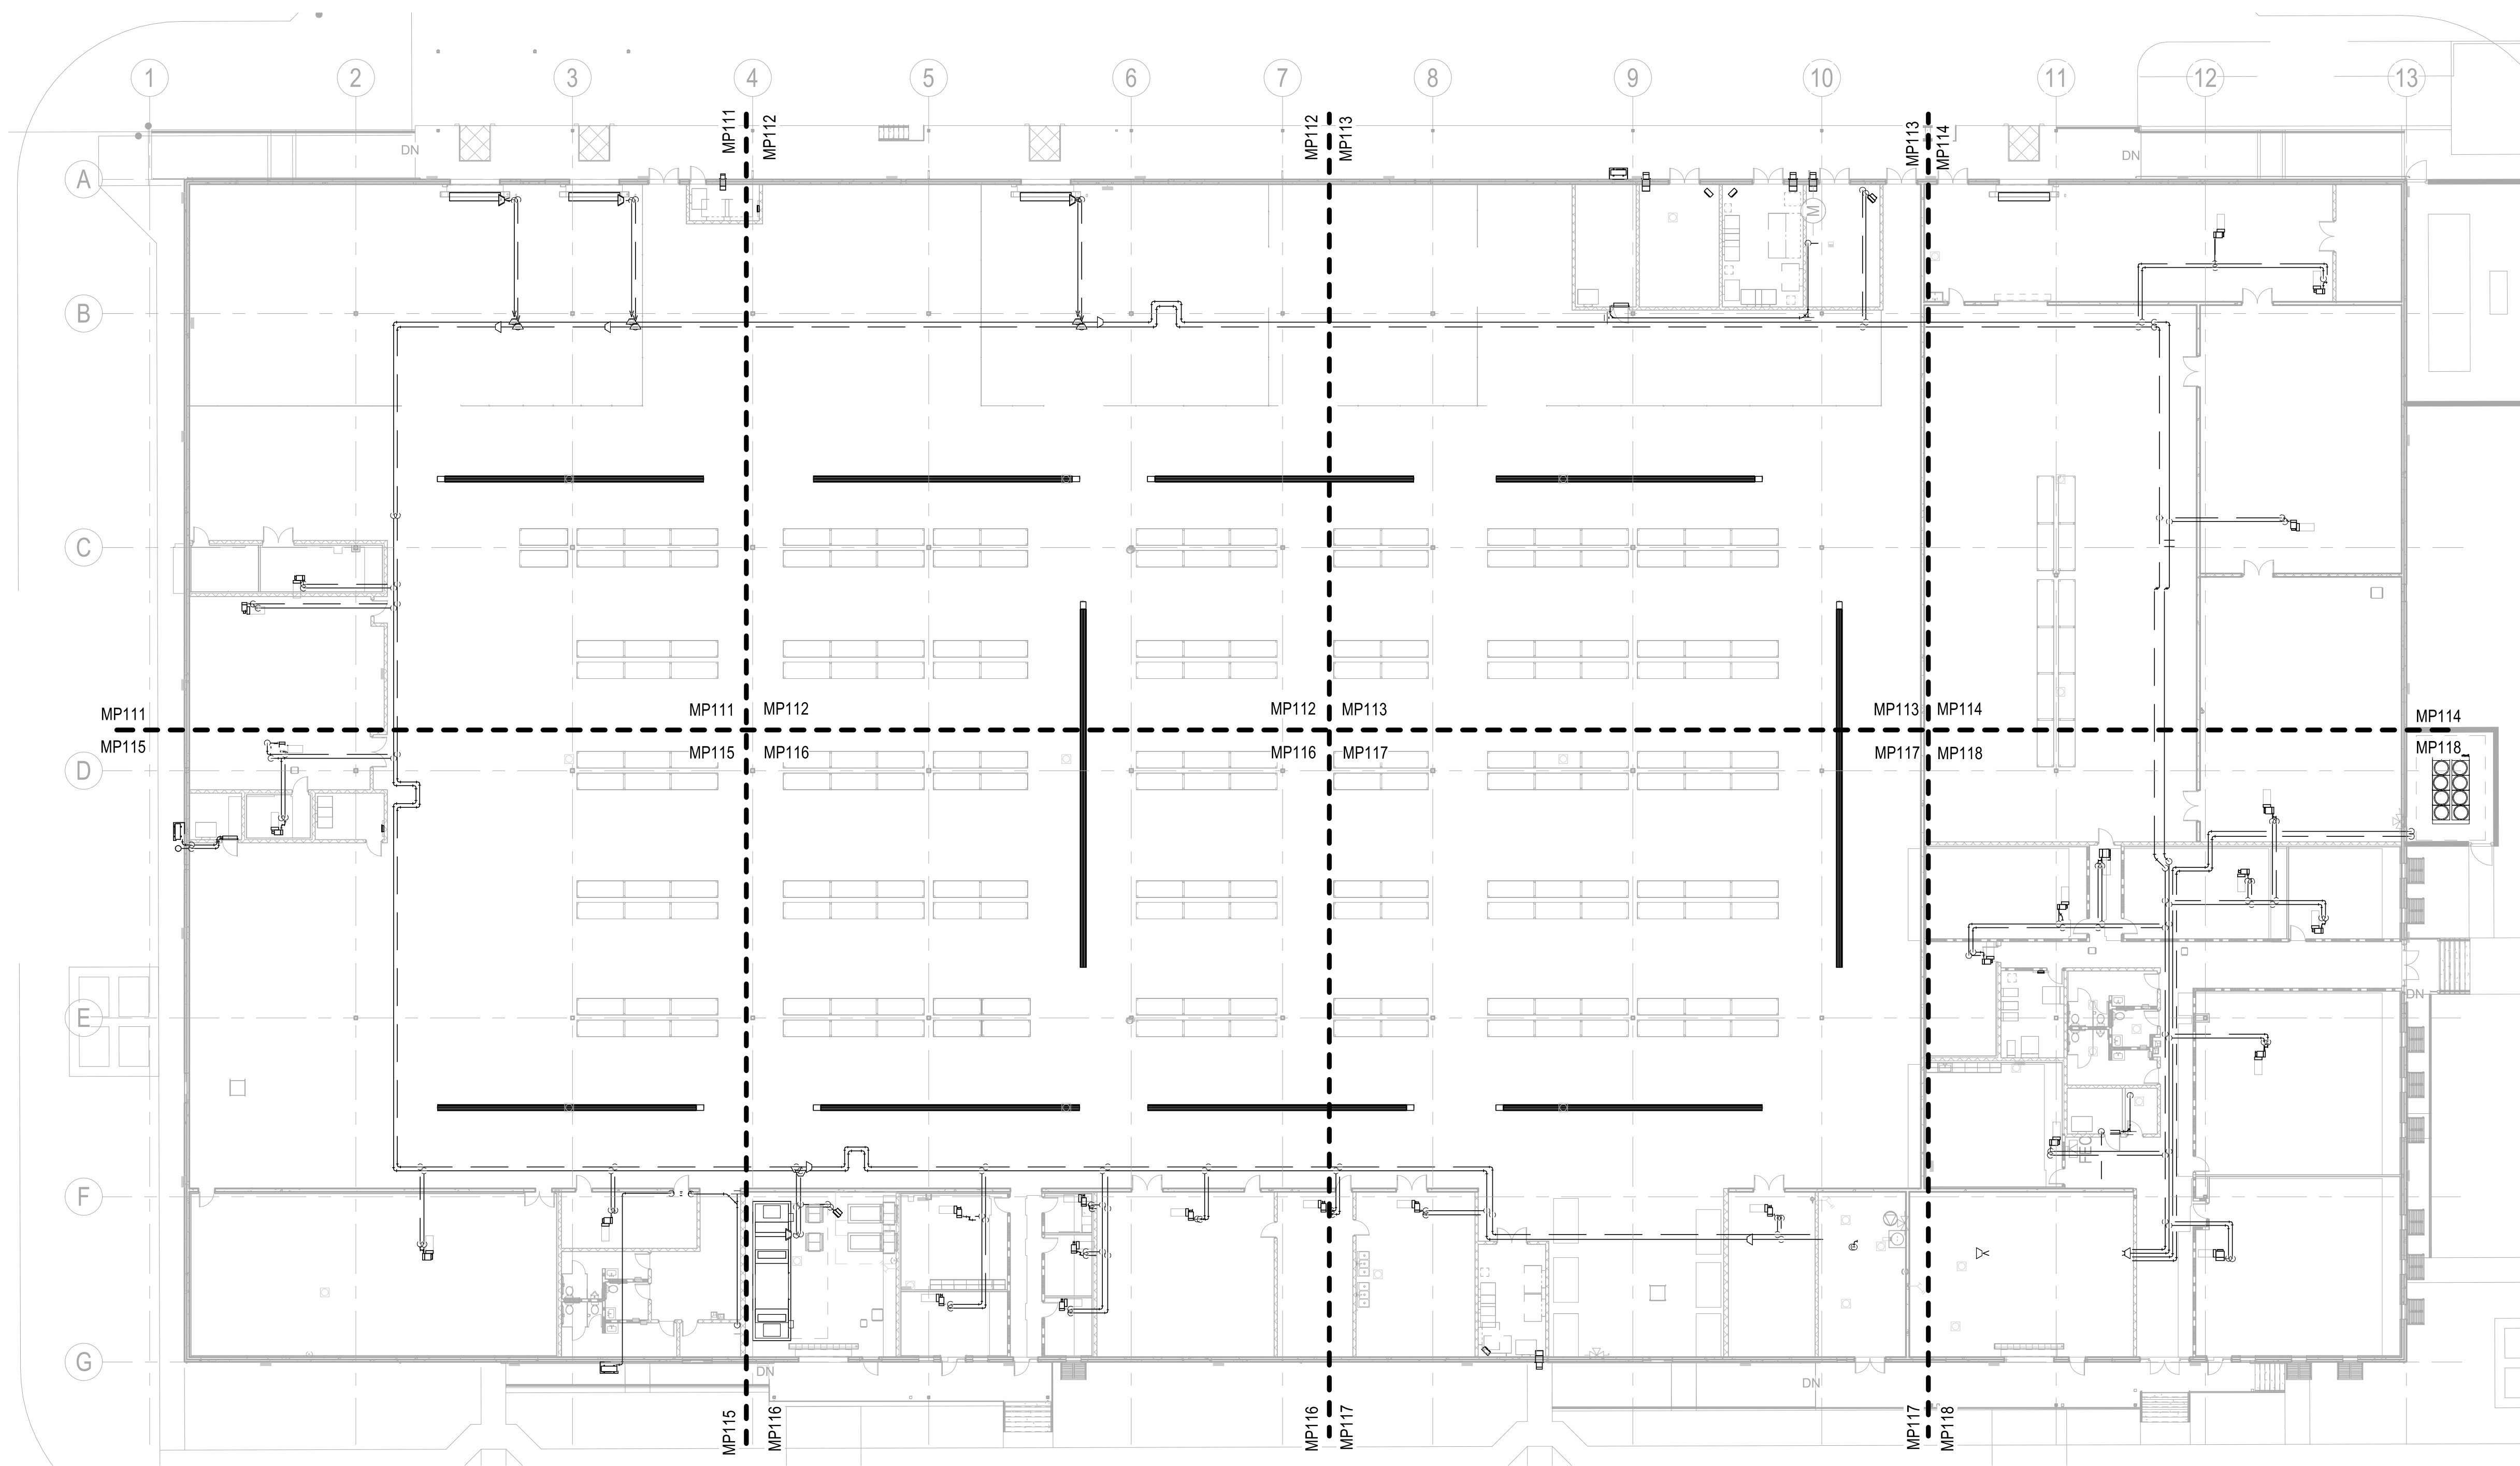 1 2 3 4 5 6 7 8 9 10 11 12 13
MP111
MP112
MP112
MP113
MP113
MP114
DN
DN
A
M
B
C
MP111 MP111 MP112 MP112 MP113 MP113 MP114 MP114
MP115 MP115 MP116 MP116 MP117 MP117 MP118 MP118
D
DN
E
F
G
DN
DN
MP115
MP116
MP116
MP117
MP117
MP118